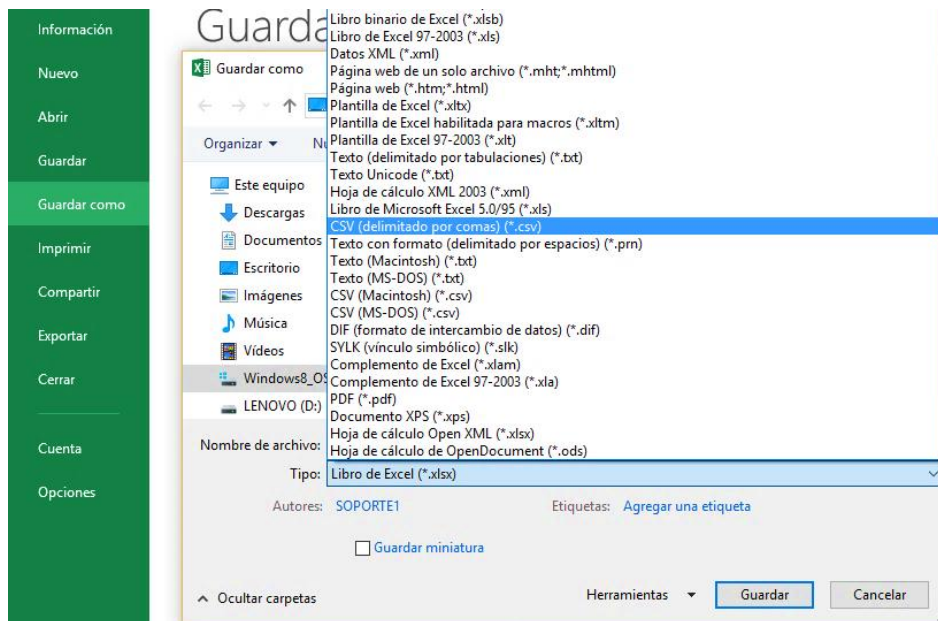 Información
Nuevo
Abrir
Guardar
Guardar como
Imprimir
Compartir
Exportar
Cerrar
Cuenta
Opciones
Guardar como
Organizar
Este equipo
Descargas
Documentos
Escritorio
Imágenes
Música
Vídeos
Windows8_OS
LENOVO (D:)
Libro binario de Excel (*.xlsb)
Libro de Excel 97-2003 (*.xls)
Datos XML (*.xml)
Página web de un solo archivo (*.mht;*.mhtml)
Página web (*.htm;*.html)
Plantilla de Excel (*.xltx)
Plantilla de Excel habilitada para macros (*.xltm)
Plantilla de Excel 97-2003 (*.xlt)
Texto (delimitado por tabulaciones) (*.txt)
Texto Unicode (*.txt)
Hoja de cálculo XML 2003 (*.xml)
Libro de Microsoft Excel 5.0/95 (*.xls)
CSV (delimitado por comas) (*.csv)
Texto con formato (delimitado por espacios) (*.prn)
Texto (Macintosh) (*.txt)
Texto (MS-DOS) (*.txt)
CSV (Macintosh) (*.csv)
CSV (MS-DOS) (*.csv)
DIF (formato de intercambio de datos) (*.dif)
SYLK (vínculo simbólico) (*.slk)
Complemento de Excel (*.xlam)
Complemento de Excel 97-2003 (*.xla)
PDF (*.pdf)
Documento XPS (*.xps)
Hoja de cálculo Open XML (*.xlsx)
Hoja de cálculo de OpenDocument (*.ods)
Nombre de archivo:
Tipo: Libro de Excel (*.xlsx)
Autores: SOPORTE1 Etiquetas: Agregar una etiqueta
Guardar miniatura
Ocultar carpetas Herramientas Guardar Cancelar